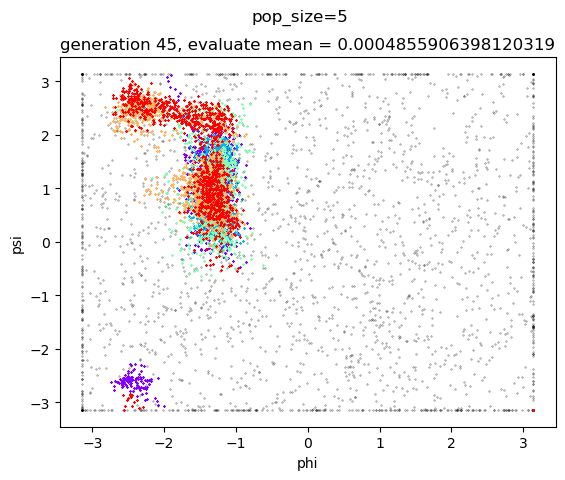 pop_size=5
generation 45, evaluate mean = 0.0004855906398120319
3
2
1
0
−1
−2
−3
psi
−3 −2 −1 0 1 2 3
phi